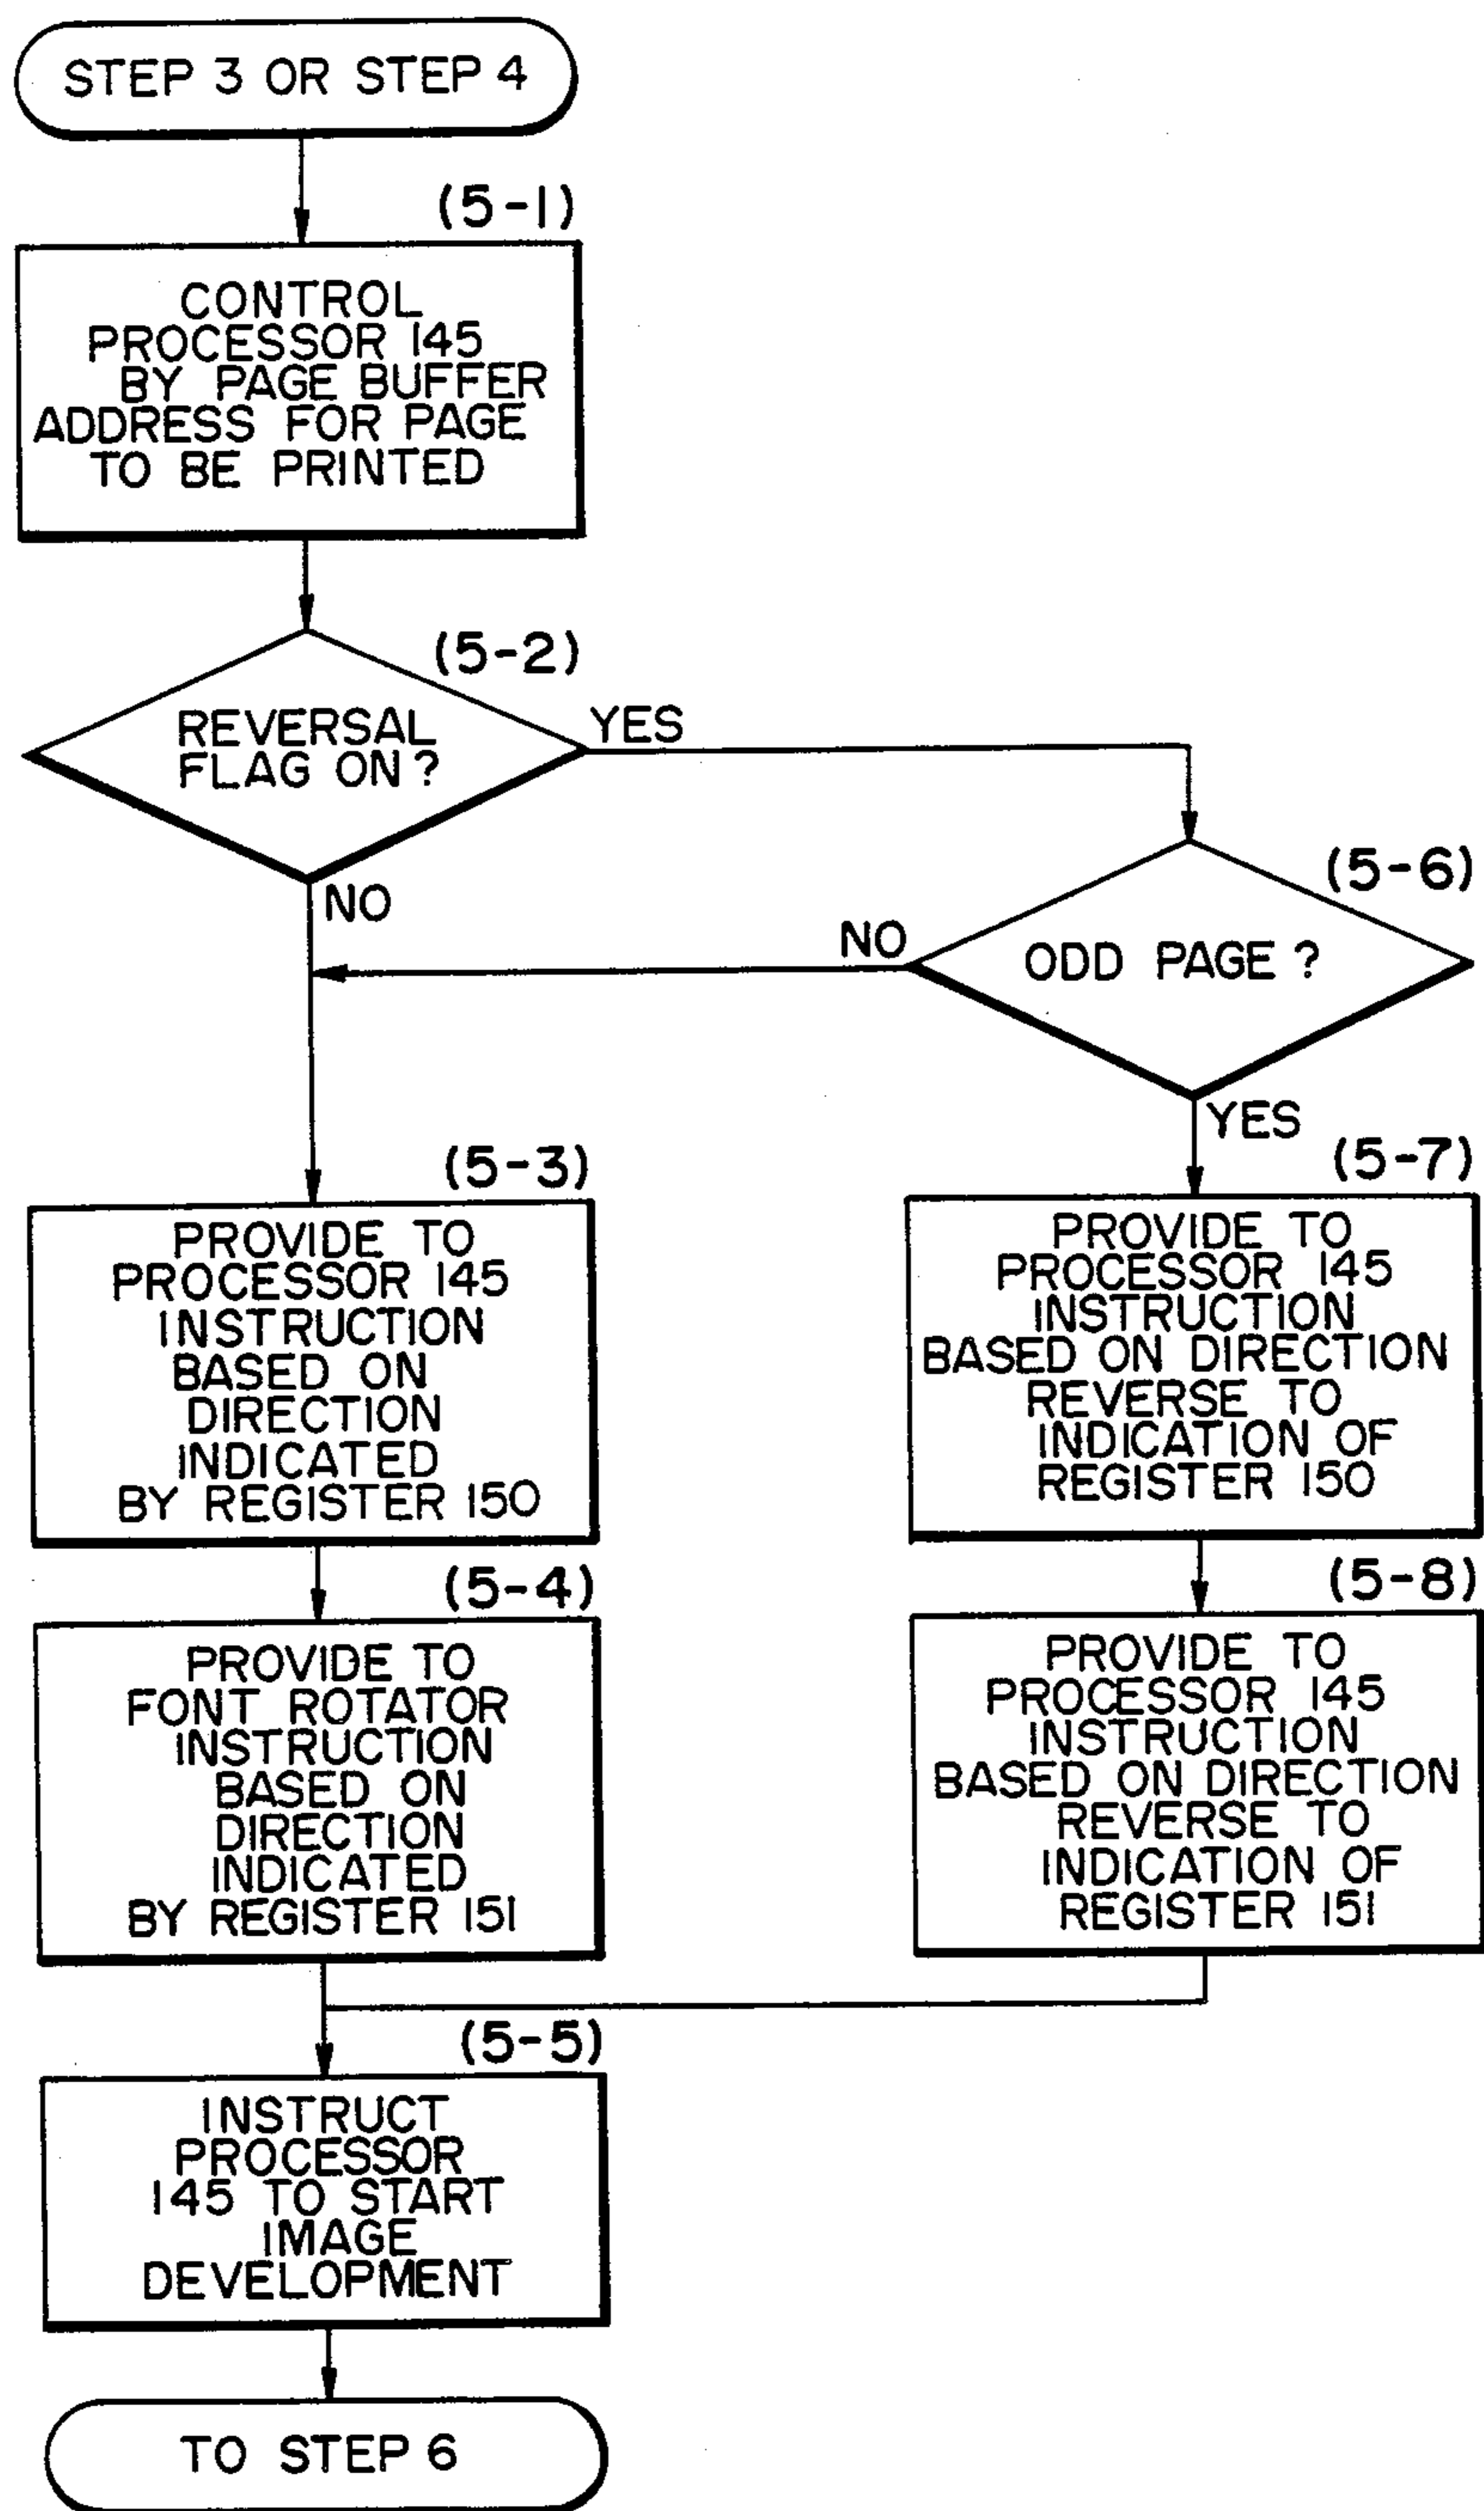 STEP 3 OR STEP 4
(5-1)
CONTROL
PROCESSOR 145
BY PAGE BUFFER
ADDRESS FOR PAGE
TO BE PRINTED
(5-2)
REVERSAL
FLAG ON ?
YES
NO
(5-6)
ODD PAGE ?
NO
YES
(5-3)
PROVIDE TO
PROCESSOR 145
INSTRUCTION
BASED ON
DIRECTION
INDICATED
BY REGISTER 150
(5-7)
PROVIDE TO
PROCESSOR 145
INSTRUCTION
BASED ON DIRECTION
REVERSE TO
INDICATION OF
REGISTER 150
(5-4)
PROVIDE TO
FONT ROTATOR
INSTRUCTION
BASED ON
DIRECTION
INDICATED
BY REGISTER 151
(5-8)
PROVIDE TO
PROCESSOR 145
INSTRUCTION
BASED ON DIRECTION
REVERSE TO
INDICATION OF
REGISTER 151
(5-5)
INSTRUCT
PROCESSOR
145 TO START
IMAGE
DEVELOPMENT
TO STEP 6